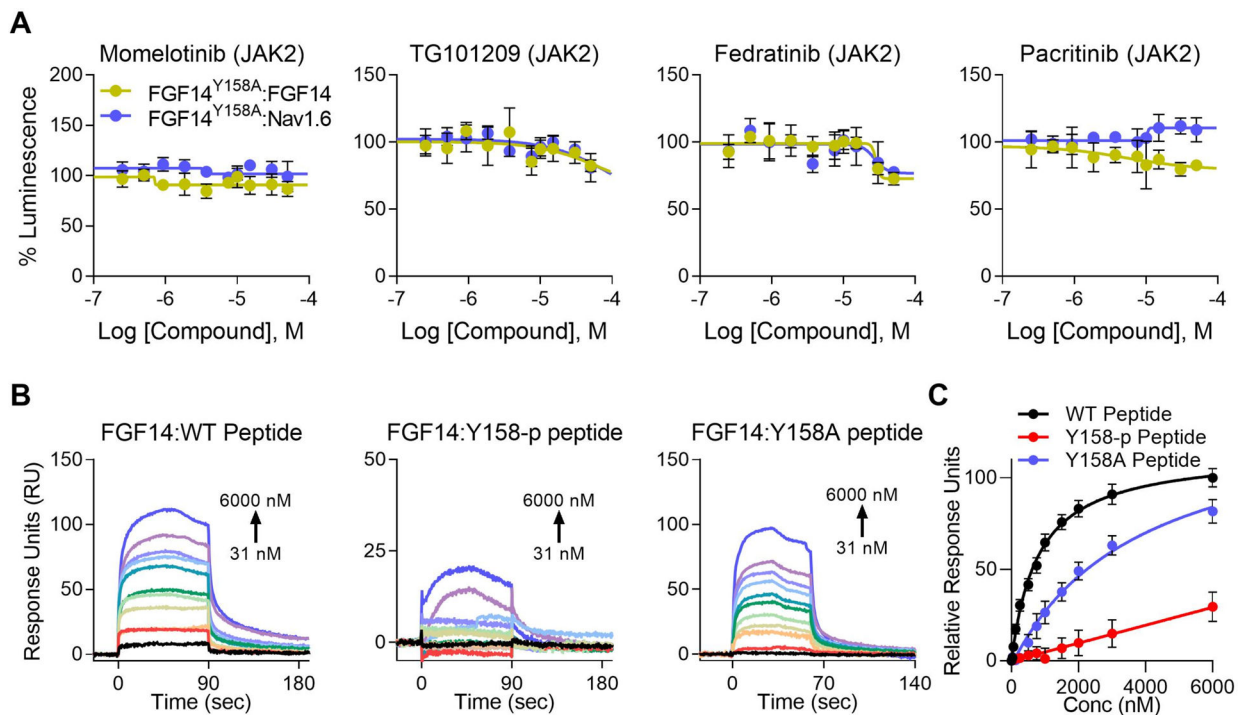 A
Momelotinib (JAK2)
TG101209 (JAK2)
Fedratinib (JAK2)
Pacritinib (JAK2)
FGF14Y158A:FGF14
FGF14Y158A:Nav1.6
% Luminescence
200
150
100
50
0
-7
-6
-5
-4
Log [Compound], M
150
100
50
0
-7
-6
-5
-4
Log [Compound], M
150
100
50
0
-7
-6
-5
-4
Log [Compound], M
150
100
50
0
-7
-6
-5
-4
Log [Compound], M
B
FGF14:WT Peptide
Response Units (RU)
150
100
50
0
6000 nM
31 nM
0
90
180
Time (sec)
FGF14:Y158-p peptide
50
25
0
6000 nM
31 nM
0
90
180
Time (sec)
FGF14:Y158A peptide
150
100
50
0
6000 nM
31 nM
0
70
140
Time (sec)
C
WT Peptide
Y158-p Peptide
Y158A Peptide
Relative Response Units
100
50
0
0
2000
4000
6000
Conc (nM)